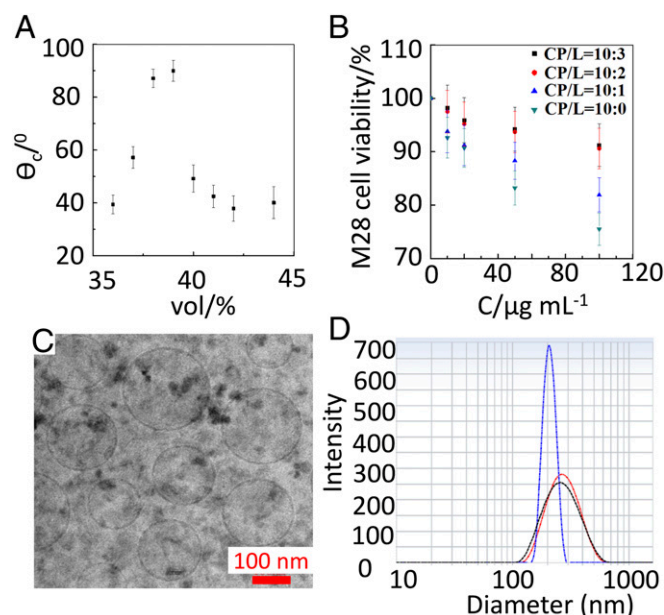 A
Θc/⁰
100
80
60
40
20
35
40
45
vol/%
B
M28 cell viability/%
110
100
90
80
70
CP/L=10:3
CP/L=10:2
CP/L=10:1
CP/L=10:0
0
40
80
120
C/μg mL⁻¹
C
100 nm
D
Intensity
700
600
500
400
300
200
100
0
10
100
1000
Diameter (nm)